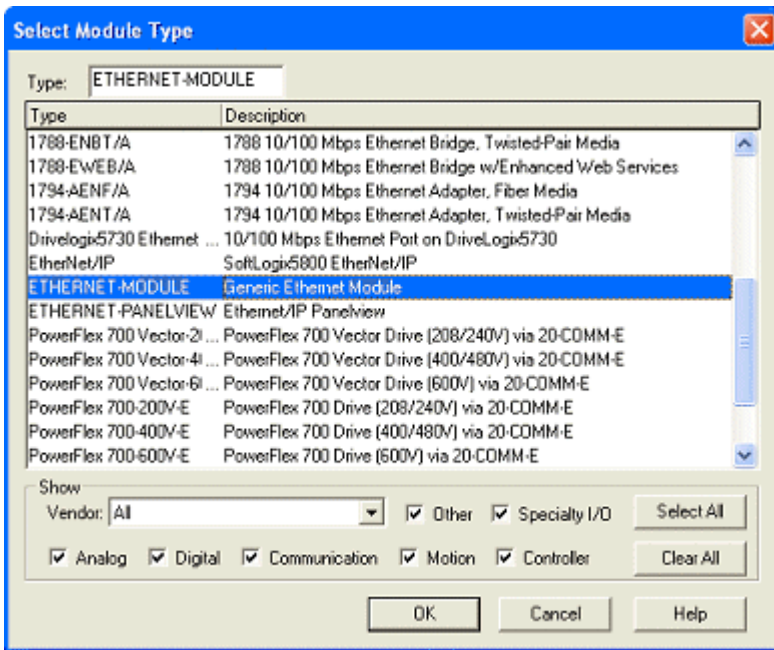 Select Module Type
Type: ETHERNET-MODULE
Type Description
1788-ENBT/A 1788 10/100 Mbps Ethernet Bridge, Twisted-Pair Media
1788-EWEB/A 1788 10/100 Mbps Ethernet Bridge w/Enhanced Web Services
1794-AENF/A 1794 10/100 Mbps Ethernet Adapter, Fiber Media
1794-AENT/A 1794 10/100 Mbps Ethernet Adapter, Twisted-Pair Media
Drivelogix5730 Ethernet ... 10/100 Mbps Ethernet Port on DriveLogix5730
EtherNet/IP SoftLogix5800 EtherNet/IP
ETHERNET-MODULE Generic Ethernet Module
ETHERNET-PANELVIEW Ethernet/IP Panelview
PowerFlex 700 Vector-2 ... PowerFlex 700 Vector Drive (208/240V) via 20-COMM-E
PowerFlex 700 Vector-4 ... PowerFlex 700 Vector Drive (400/480V) via 20-COMM-E
PowerFlex 700 Vector-6 ... PowerFlex 700 Vector Drive (600V) via 20-COMM-E
PowerFlex 700-200V-E PowerFlex 700 Drive (208/240V) via 20-COMM-E
PowerFlex 700-400V-E PowerFlex 700 Drive (400/480V) via 20-COMM-E
PowerFlex 700-600V-E PowerFlex 700 Drive (600V) via 20-COMM-E
Show
Vendor: All Other Specialty I/O Select All
Analog Digital Communication Motion Controller Clear All
OK Cancel Help